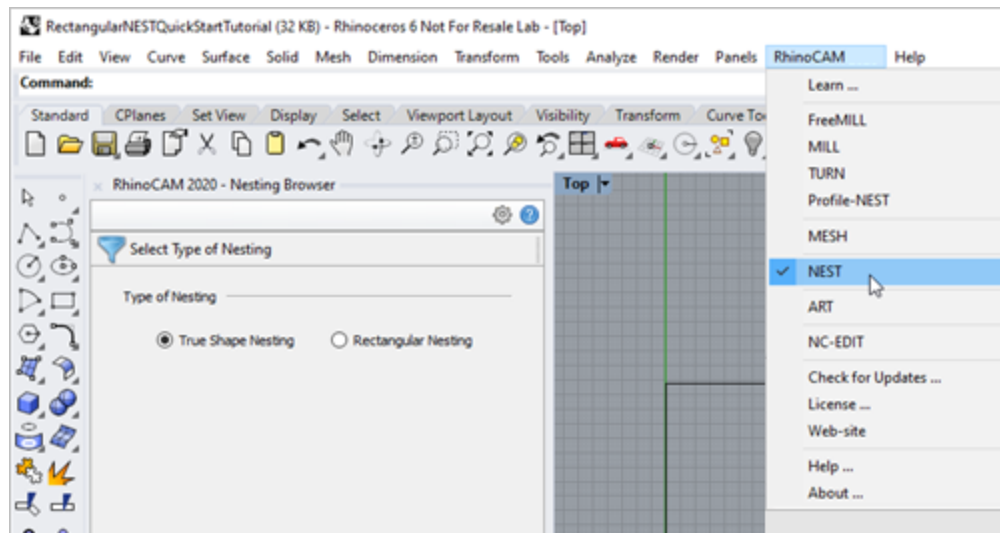 RectangularNESTQuickStartTutorial (32 KB) - Rhinoceros 6 Not For Resale Lab - [Top]
File Edit View Curve Surface Solid Mesh Dimension Transform Tools Analyze Render Panels RhinoCAM Help
Command:
Standard CPlanes Set View Display Select Viewport Layout Visibility Transform Curve
RhinoCAM 2020 - Nesting Browser
Select Type of Nesting
Type of Nesting
True Shape Nesting Rectangular Nesting
Top
Learn ...
FreeMILL
MILL
TURN
Profile-NEST
MESH
NEST
ART
NC-EDIT
Check for Updates ...
License ...
Web-site
Help ...
About ...